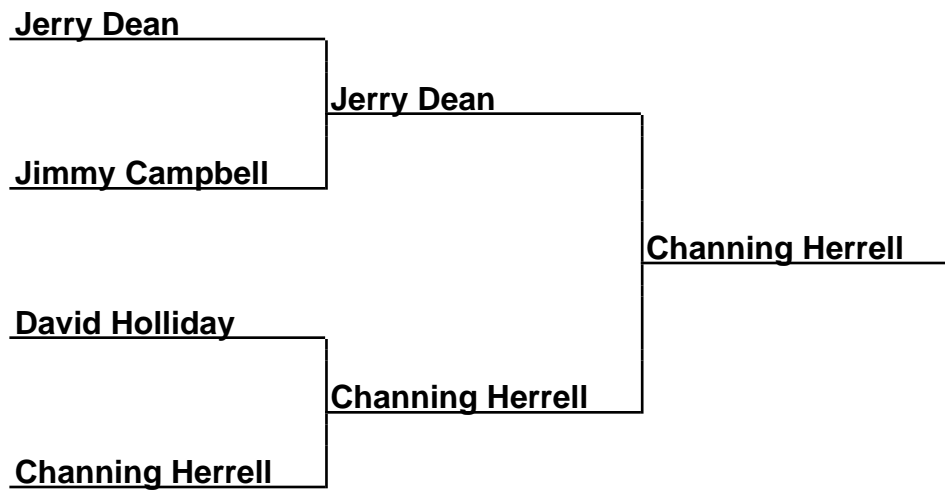 Jerry Dean
Jerry Dean
Jimmy Campbell
Channing Herrell
David Holliday
Channing Herrell
Channing Herrell